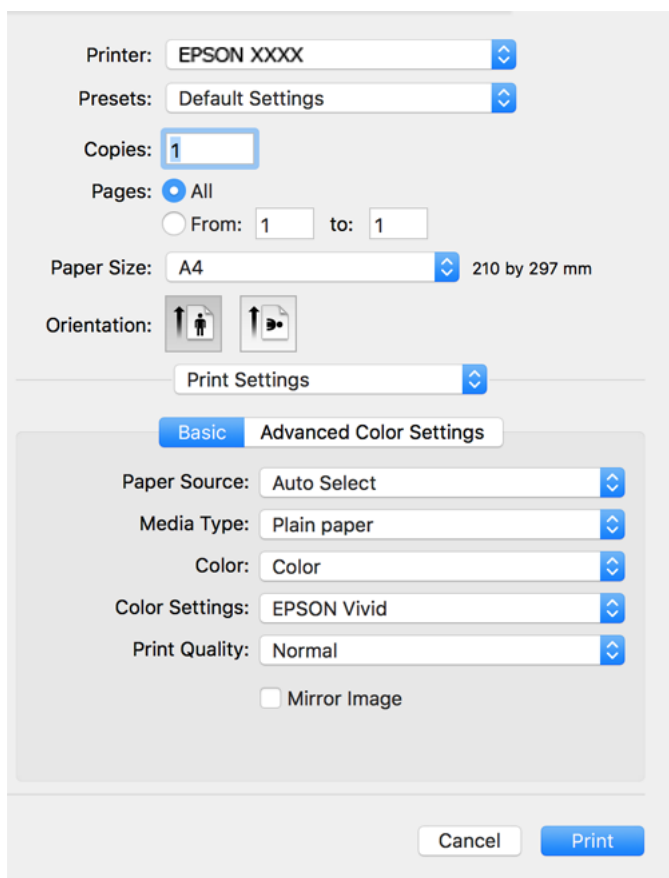 Printer: EPSON XXXX
Presets: Default Settings
Copies: 1
Pages: All
From: 1 to: 1
Paper Size: A4 210 by 297 mm
Orientation:
Print Settings
Basic Advanced Color Settings
Paper Source: Auto Select
Media Type: Plain paper
Color: Color
Color Settings: EPSON Vivid
Print Quality: Normal
Mirror Image
Cancel Print